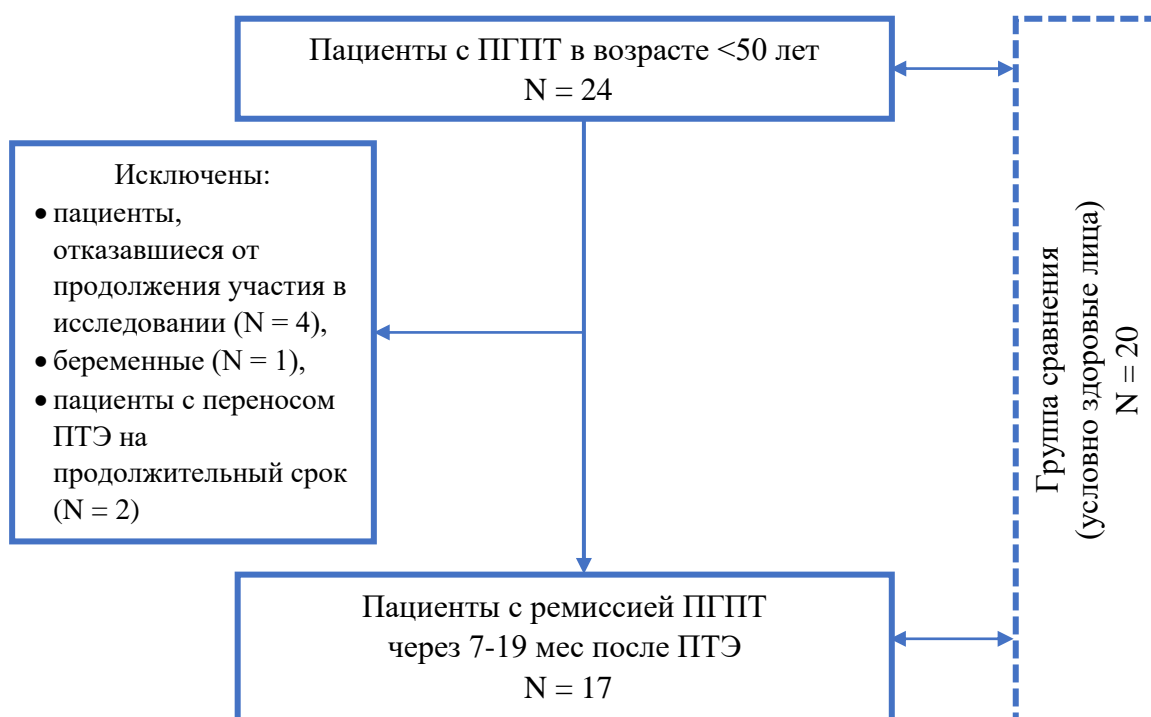 Пациенты с ПГПТ в возрасте <50 лет
N = 24
Исключены:
• пациенты,
отказавшиеся от
продолжения участия в
исследовании (N = 4),
• беременные (N = 1),
• пациенты с переносом
ПТЭ на
продолжительный срок
(N = 2)
Группа сравнения
(условно здоровые лица)
N = 20
Пациенты с ремиссией ПГПТ
через 7-19 мес после ПТЭ
N = 17